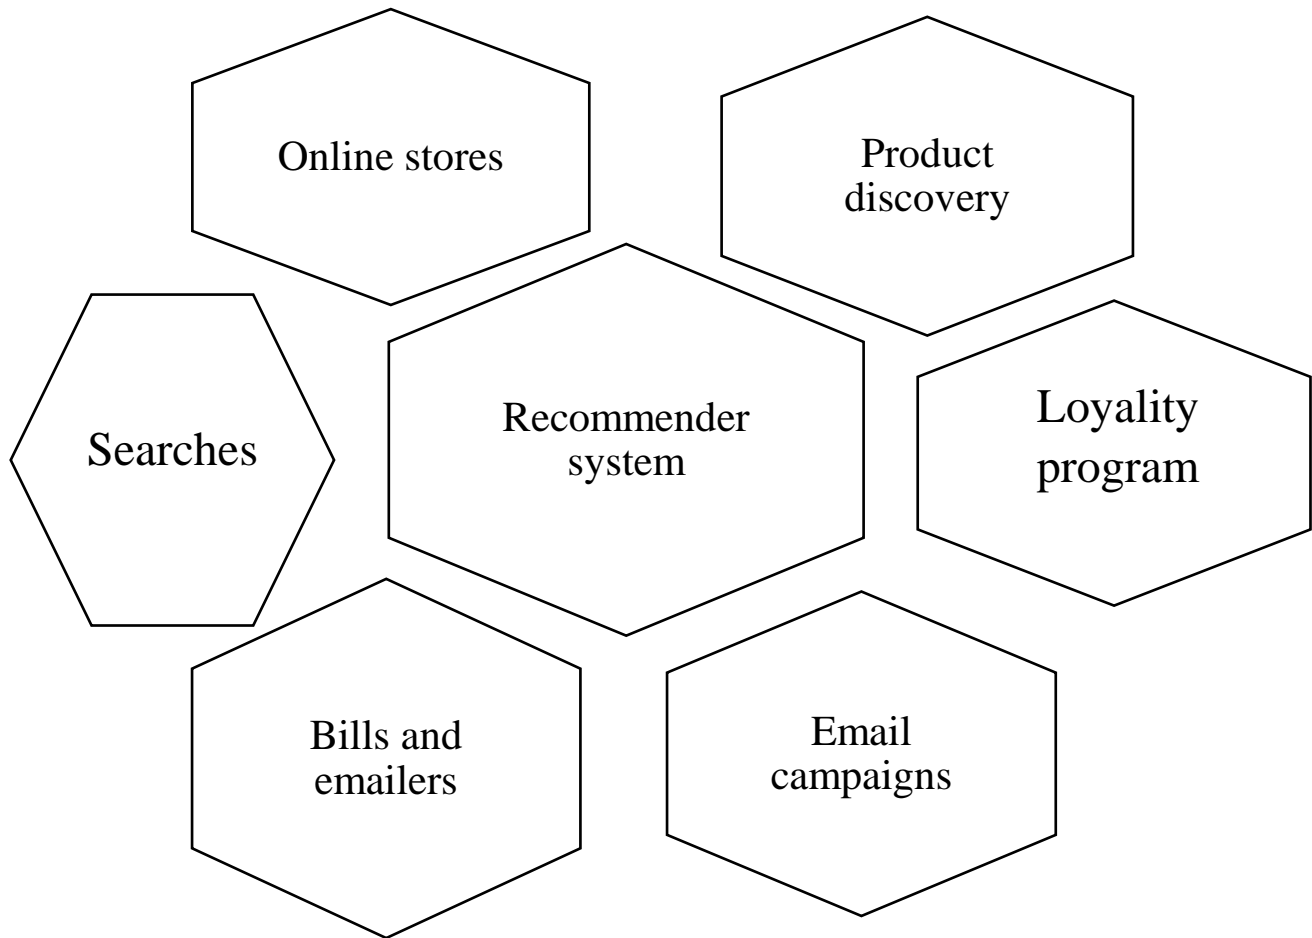 Online stores
Product
discovery
Searches
Recommender
system
Loyality
program
Bills and
emailers
Email
campaigns